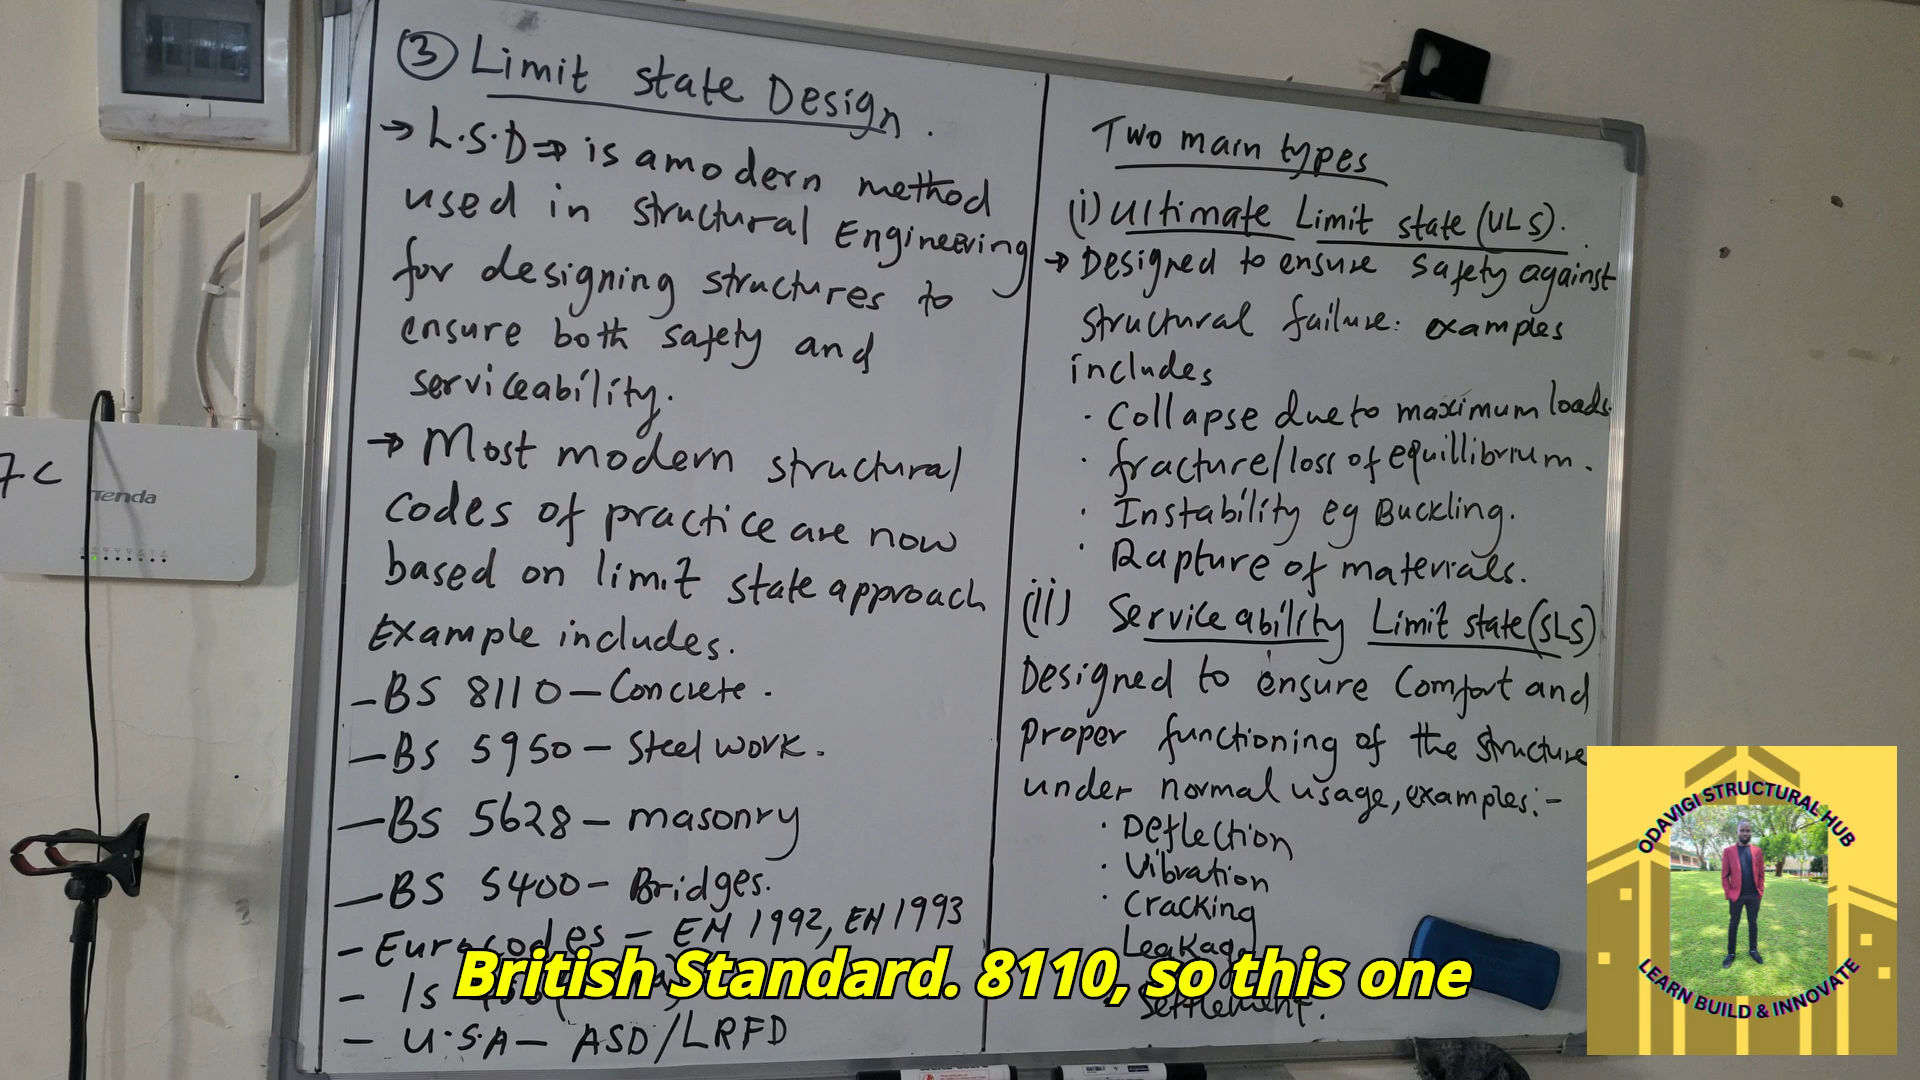 ③ Limit state Design.
→ L.S.D ⇒ is a modern method
used in structural Engineering
for designing structures to
ensure both safety and
serviceability.
→ Most modern structural
codes of practice are now
based on limit state approach
Example includes.
- BS 8110 - Concrete.
- BS 5950 - Steel work.
- BS 5628 - masonry
- BS 5400 - Bridges.
- Eurocodes - EN 1992, EN 1993
- IS
- U.S.A - ASD/LRFD
Two main types
(i) Ultimate Limit state (ULS).
→ Designed to ensure safety against
structural failure: examples
includes
· Collapse due to maximum loads.
· fracture/loss of equillibrium.
· Instability eg Buckling.
· Rapture of materials.
(ii) Serviceability Limit state (SLS)
Designed to ensure Comfort and
proper functioning of the structure
under normal usage, examples:-
· Deflection
· Vibration
· Cracking
Leakage
Settlement.
British Standard. 8110, so this one
7C
Tenda
ODAVIGI STRUCTURAL HUB
LEARN BUILD & INNOVATE